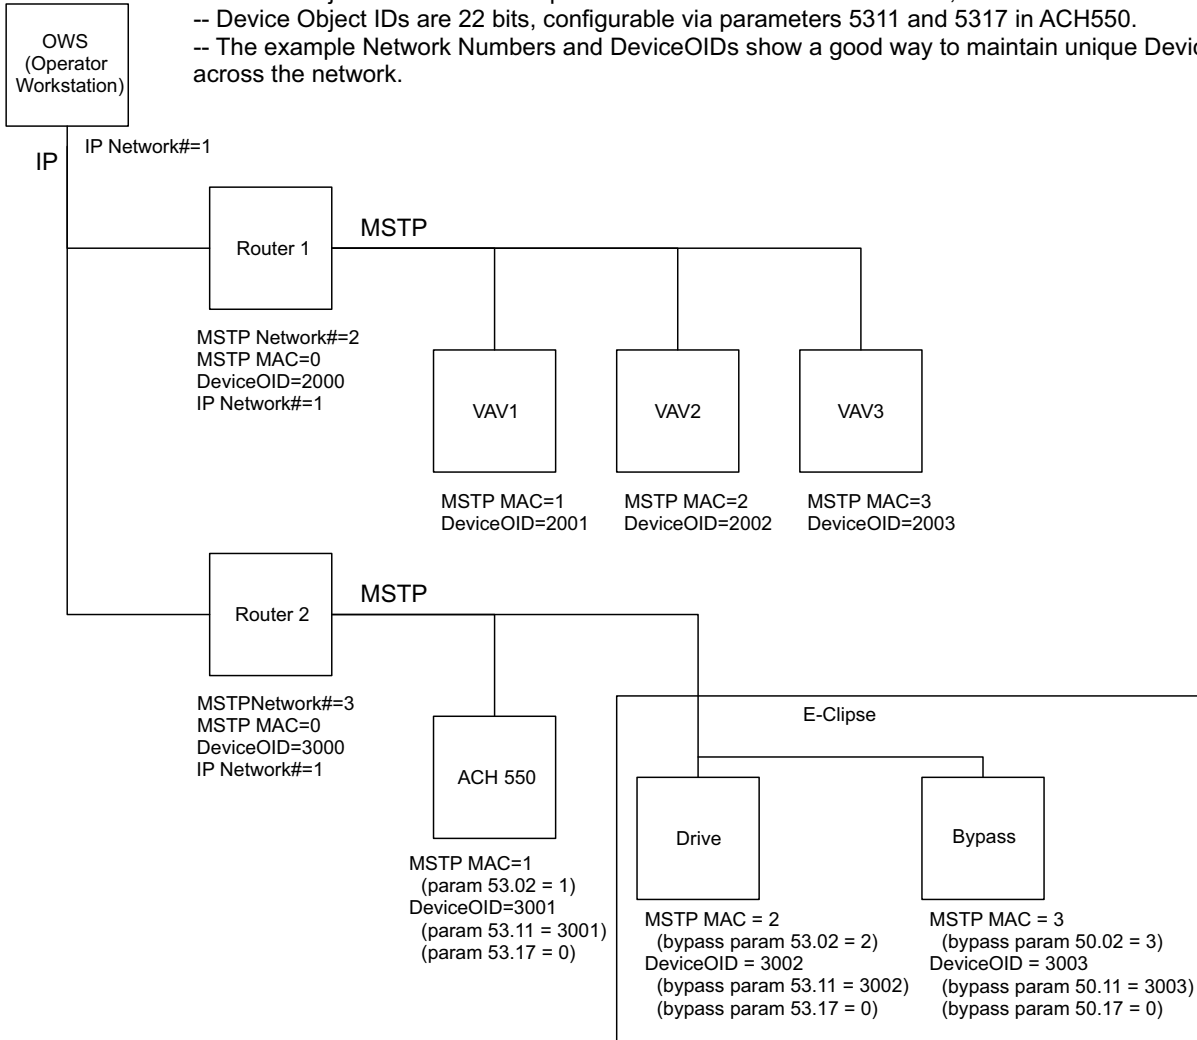 -- Device Object IDs are 22 bits, configurable via parameters 5311 and 5317 in ACH550.
-- The example Network Numbers and DeviceOIDs show a good way to maintain unique
across the network.
OWS
(Operator
Workstation)
IP
IP Network#=1
Router 1
MSTP
MSTP Network#=2
MSTP MAC=0
DeviceOID=2000
IP Network#=1
VAV1
MSTP MAC=1
DeviceOID=2001
VAV2
MSTP MAC=2
DeviceOID=2002
VAV3
MSTP MAC=3
DeviceOID=2003
Router 2
MSTP
MSTPNetwork#=3
MSTP MAC=0
DeviceOID=3000
IP Network#=1
ACH 550
MSTP MAC=1
(param 53.02 = 1)
DeviceOID=3001
(param 53.11 = 3001)
(param 53.17 = 0)
E-Clipse
Drive
MSTP MAC = 2
(bypass param 53.02 = 2)
DeviceOID = 3002
(bypass param 53.11 = 3002)
(bypass param 53.17 = 0)
Bypass
MSTP MAC = 3
(bypass param 50.02 = 3)
DeviceOID = 3003
(bypass param 50.11 = 3003)
(bypass param 50.17 = 0)